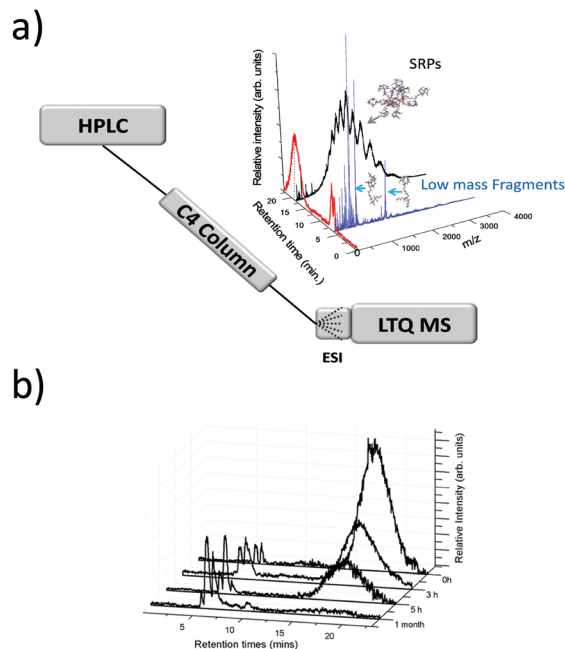 a)
SRPs
HPLC
Relative intensity (arb. units)
Low mass Fragments
20
15
10
5
0
Retention time (min.)
0
1000
2000
3000
4000
m/z
C4 Column
LTQ MS
ESI
b)
Relative Intensity (arb. units)
0h
3 h
5 h
1 month
5
10
15
20
Retention times (mins)